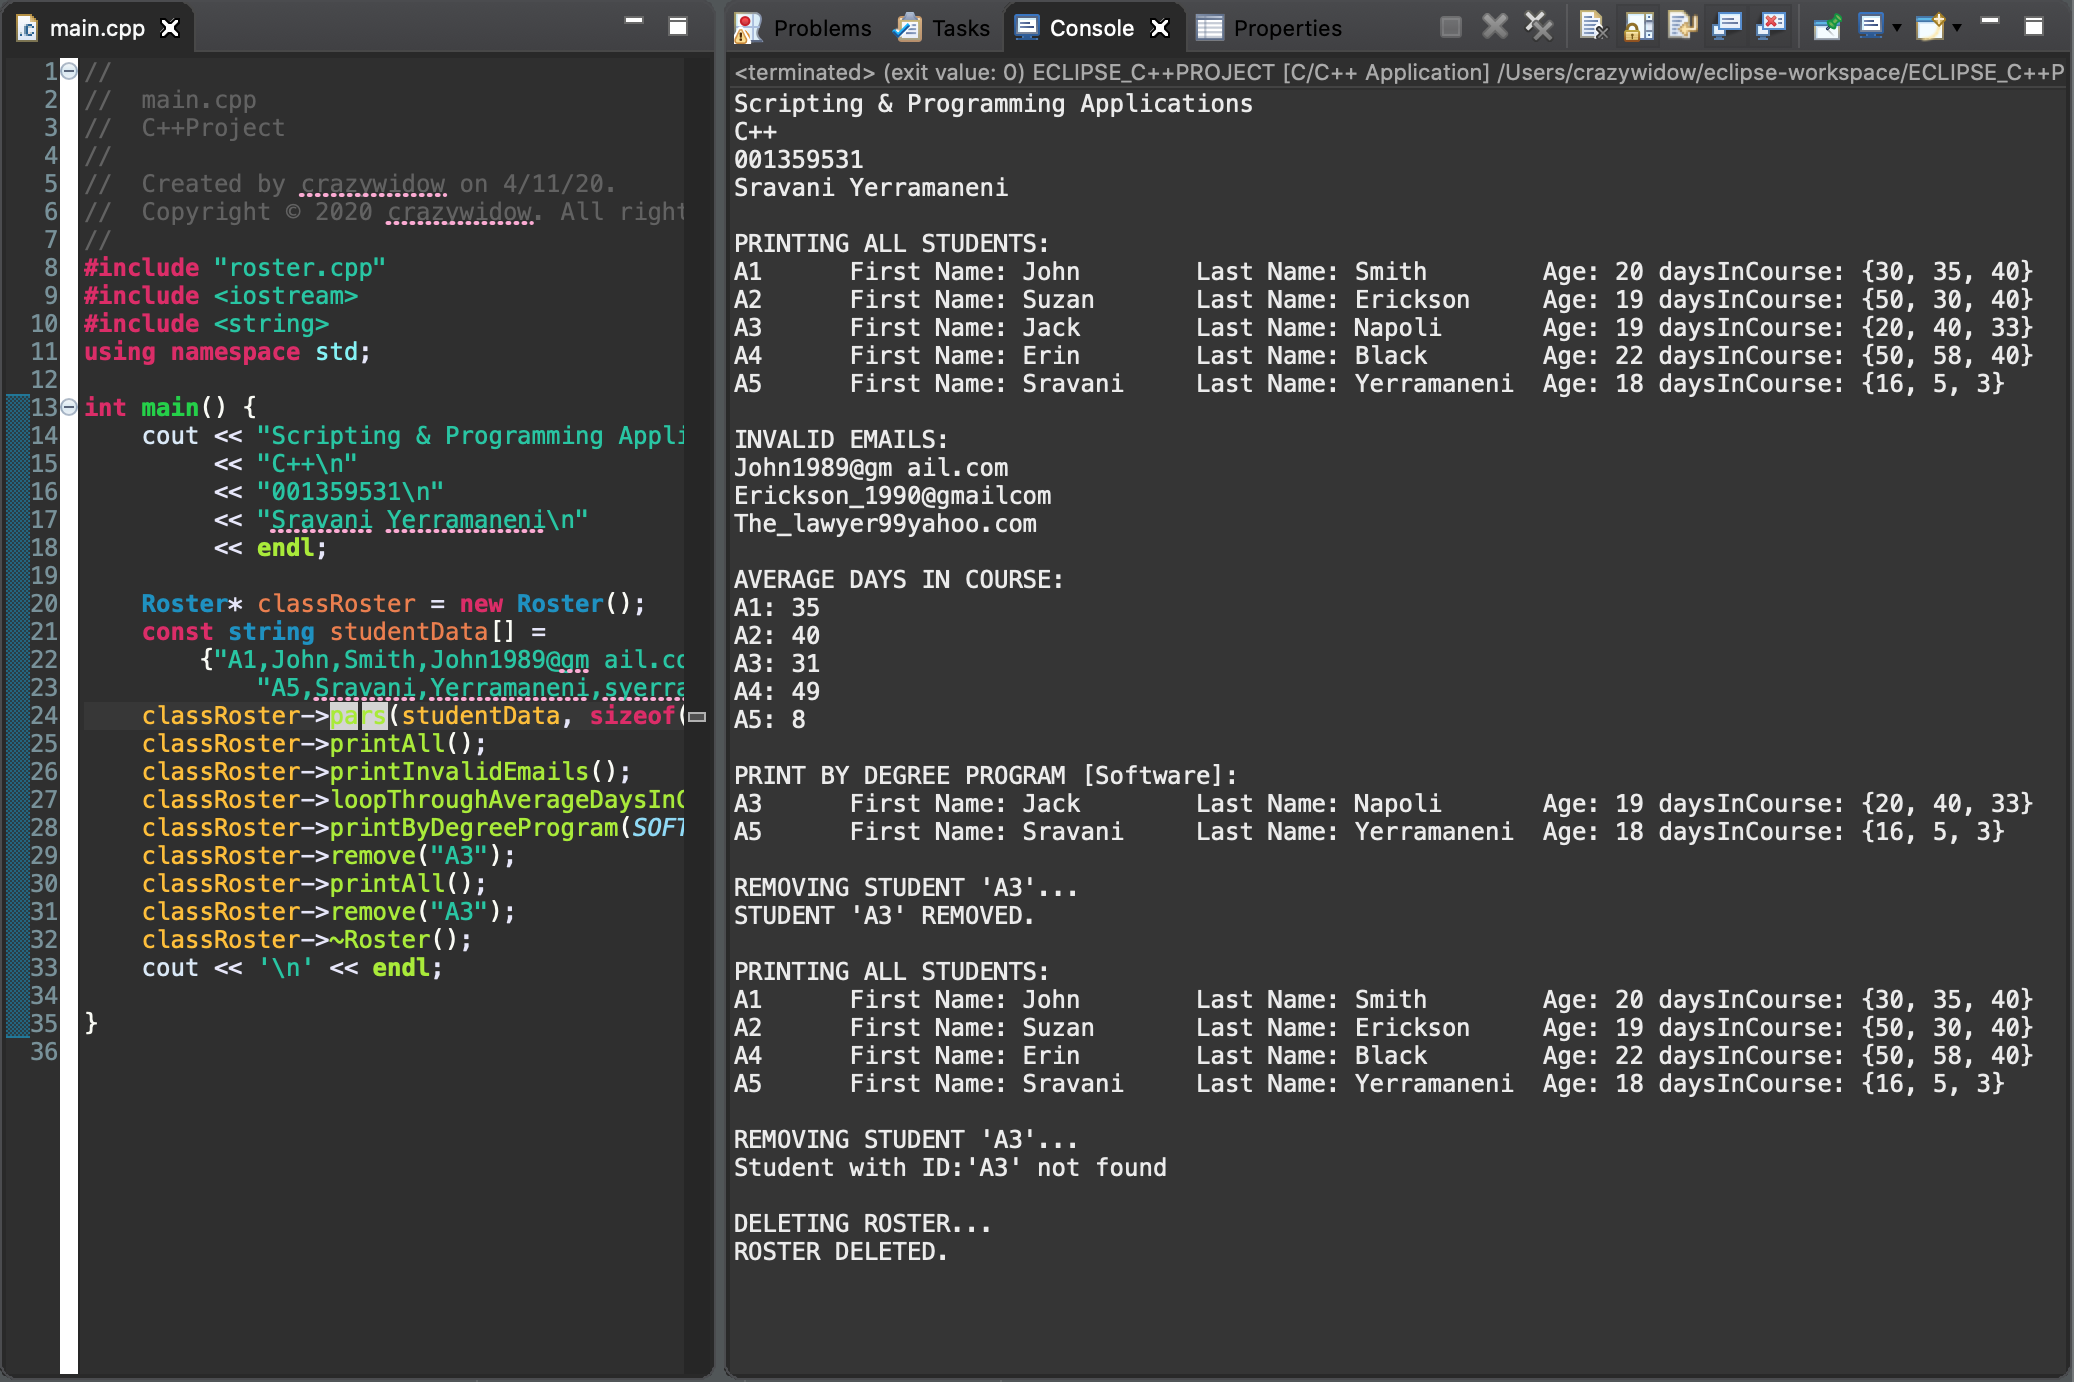 main.cpp
1 //
2 //  main.cpp
3 //  C++Project
4 //
5 //  Created by crazywidow on 4/11/20.
6 //  Copyright © 2020 crazywidow. All right
7 //
8 #include "roster.cpp"
9 #include <iostream>
10 #include <string>
11 using namespace std;
12
13 int main() {
14     cout << "Scripting & Programming Appli
15          << "C++\n"
16          << "001359531\n"
17          << "Sravani Yerramaneni\n"
18          << endl;
19
20     Roster* classRoster = new Roster();
21     const string studentData[] =
22         {"A1,John,Smith,John1989@gm ail.co
23             "A5,Sravani,Yerramaneni,syerra
24     classRoster->pars(studentData, sizeof(
25     classRoster->printAll();
26     classRoster->printInvalidEmails();
27     classRoster->loopThroughAverageDaysInC
28     classRoster->printByDegreeProgram(SOFT
29     classRoster->remove("A3");
30     classRoster->printAll();
31     classRoster->remove("A3");
32     classRoster->~Roster();
33     cout << '\n' << endl;
34
35 }
36
Problems Tasks Console Properties
<terminated> (exit value: 0) ECLIPSE_C++PROJECT [C/C++ Application] /Users/crazywidow/eclipse-workspace/ECLIPSE_C++P
Scripting & Programming Applications
C++
001359531
Sravani Yerramaneni
PRINTING ALL STUDENTS:
A1      First Name: John        Last Name: Smith        Age: 20 daysInCourse: {30, 35, 40}
A2      First Name: Suzan       Last Name: Erickson     Age: 19 daysInCourse: {50, 30, 40}
A3      First Name: Jack        Last Name: Napoli       Age: 19 daysInCourse: {20, 40, 33}
A4      First Name: Erin        Last Name: Black        Age: 22 daysInCourse: {50, 58, 40}
A5      First Name: Sravani     Last Name: Yerramaneni  Age: 18 daysInCourse: {16, 5, 3}
INVALID EMAILS:
John1989@gm ail.com
Erickson_1990@gmailcom
The_lawyer99yahoo.com
AVERAGE DAYS IN COURSE:
A1: 35
A2: 40
A3: 31
A4: 49
A5: 8
PRINT BY DEGREE PROGRAM [Software]:
A3      First Name: Jack        Last Name: Napoli       Age: 19 daysInCourse: {20, 40, 33}
A5      First Name: Sravani     Last Name: Yerramaneni  Age: 18 daysInCourse: {16, 5, 3}
REMOVING STUDENT 'A3'...
STUDENT 'A3' REMOVED.
PRINTING ALL STUDENTS:
A1      First Name: John        Last Name: Smith        Age: 20 daysInCourse: {30, 35, 40}
A2      First Name: Suzan       Last Name: Erickson     Age: 19 daysInCourse: {50, 30, 40}
A4      First Name: Erin        Last Name: Black        Age: 22 daysInCourse: {50, 58, 40}
A5      First Name: Sravani     Last Name: Yerramaneni  Age: 18 daysInCourse: {16, 5, 3}
REMOVING STUDENT 'A3'...
Student with ID:'A3' not found
DELETING ROSTER...
ROSTER DELETED.